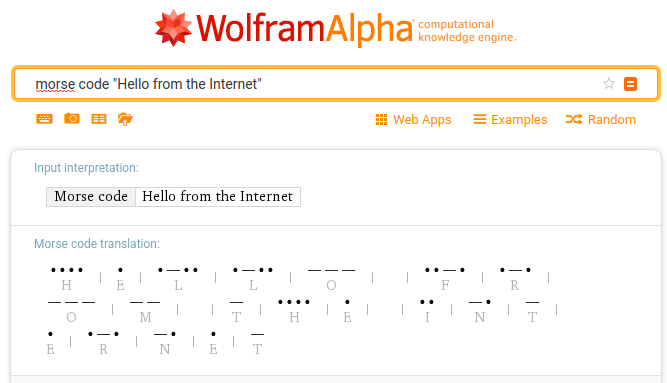 WolframAlpha computational knowledge engine.
morse code "Hello from the Internet"
Web Apps Examples Random
Input interpretation:
Morse code Hello from the Internet
Morse code translation:
•••• | • | •—•• | •—•• | ——— | | ••—• | •—• |
H E L L O F R
——— | —— | | — | •••• | • | | •• | —• | — |
O M T H E I N T
• | •—• | —• | • | —
E R N E T